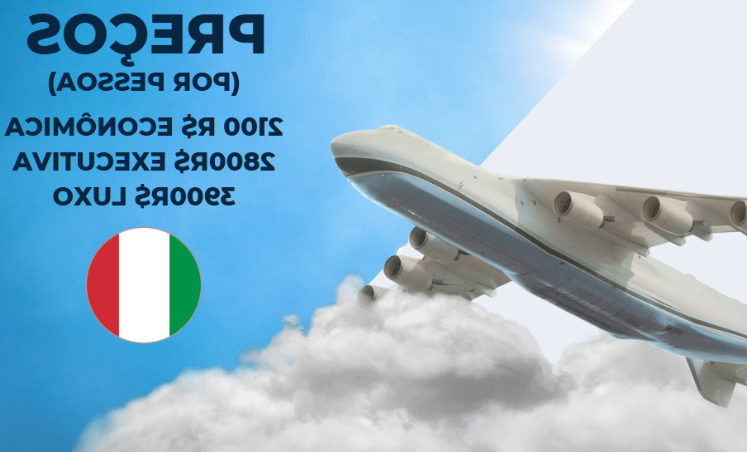 PREÇOS
(POR PESSOA)
2100 R$ ECONÔMICA
2800R$ EXECUTIVA
3900R$ LUXO